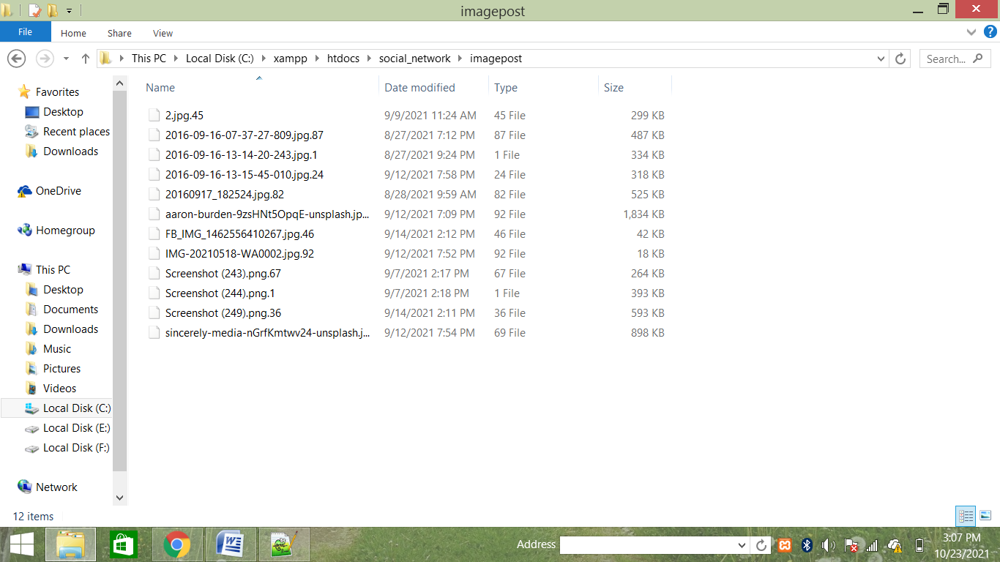 imagepost
File Home Share View
This PC Local Disk (C:) xampp htdocs social_network imagepost Search...
Name Date modified Type Size
Favorites
Desktop
Recent places
Downloads
OneDrive
Homegroup
This PC
Desktop
Documents
Downloads
Music
Pictures
Videos
Local Disk (C:)
Local Disk (E:)
Local Disk (F:)
Network
2.jpg.45 9/9/2021 11:24 AM 45 File 299 KB
2016-09-16-07-37-27-809.jpg.87 8/27/2021 7:12 PM 87 File 487 KB
2016-09-16-13-14-20-243.jpg.1 8/27/2021 9:24 PM 1 File 334 KB
2016-09-16-13-15-45-010.jpg.24 9/12/2021 7:58 PM 24 File 318 KB
20160917_182524.jpg.82 8/28/2021 9:59 AM 82 File 525 KB
aaron-burden-9zsHNt5OpqE-unsplash.jp... 9/12/2021 7:09 PM 92 File 1,834 KB
FB_IMG_1462556410267.jpg.46 9/14/2021 2:12 PM 46 File 42 KB
IMG-20210518-WA0002.jpg.92 9/12/2021 7:52 PM 92 File 18 KB
Screenshot (243).png.67 9/7/2021 2:17 PM 67 File 264 KB
Screenshot (244).png.1 9/7/2021 2:18 PM 1 File 393 KB
Screenshot (249).png.36 9/14/2021 2:11 PM 36 File 593 KB
sincerely-media-nGrfKmtwv24-unsplash.j... 9/12/2021 7:54 PM 69 File 898 KB
12 items
Address
3:07 PM
10/23/2021